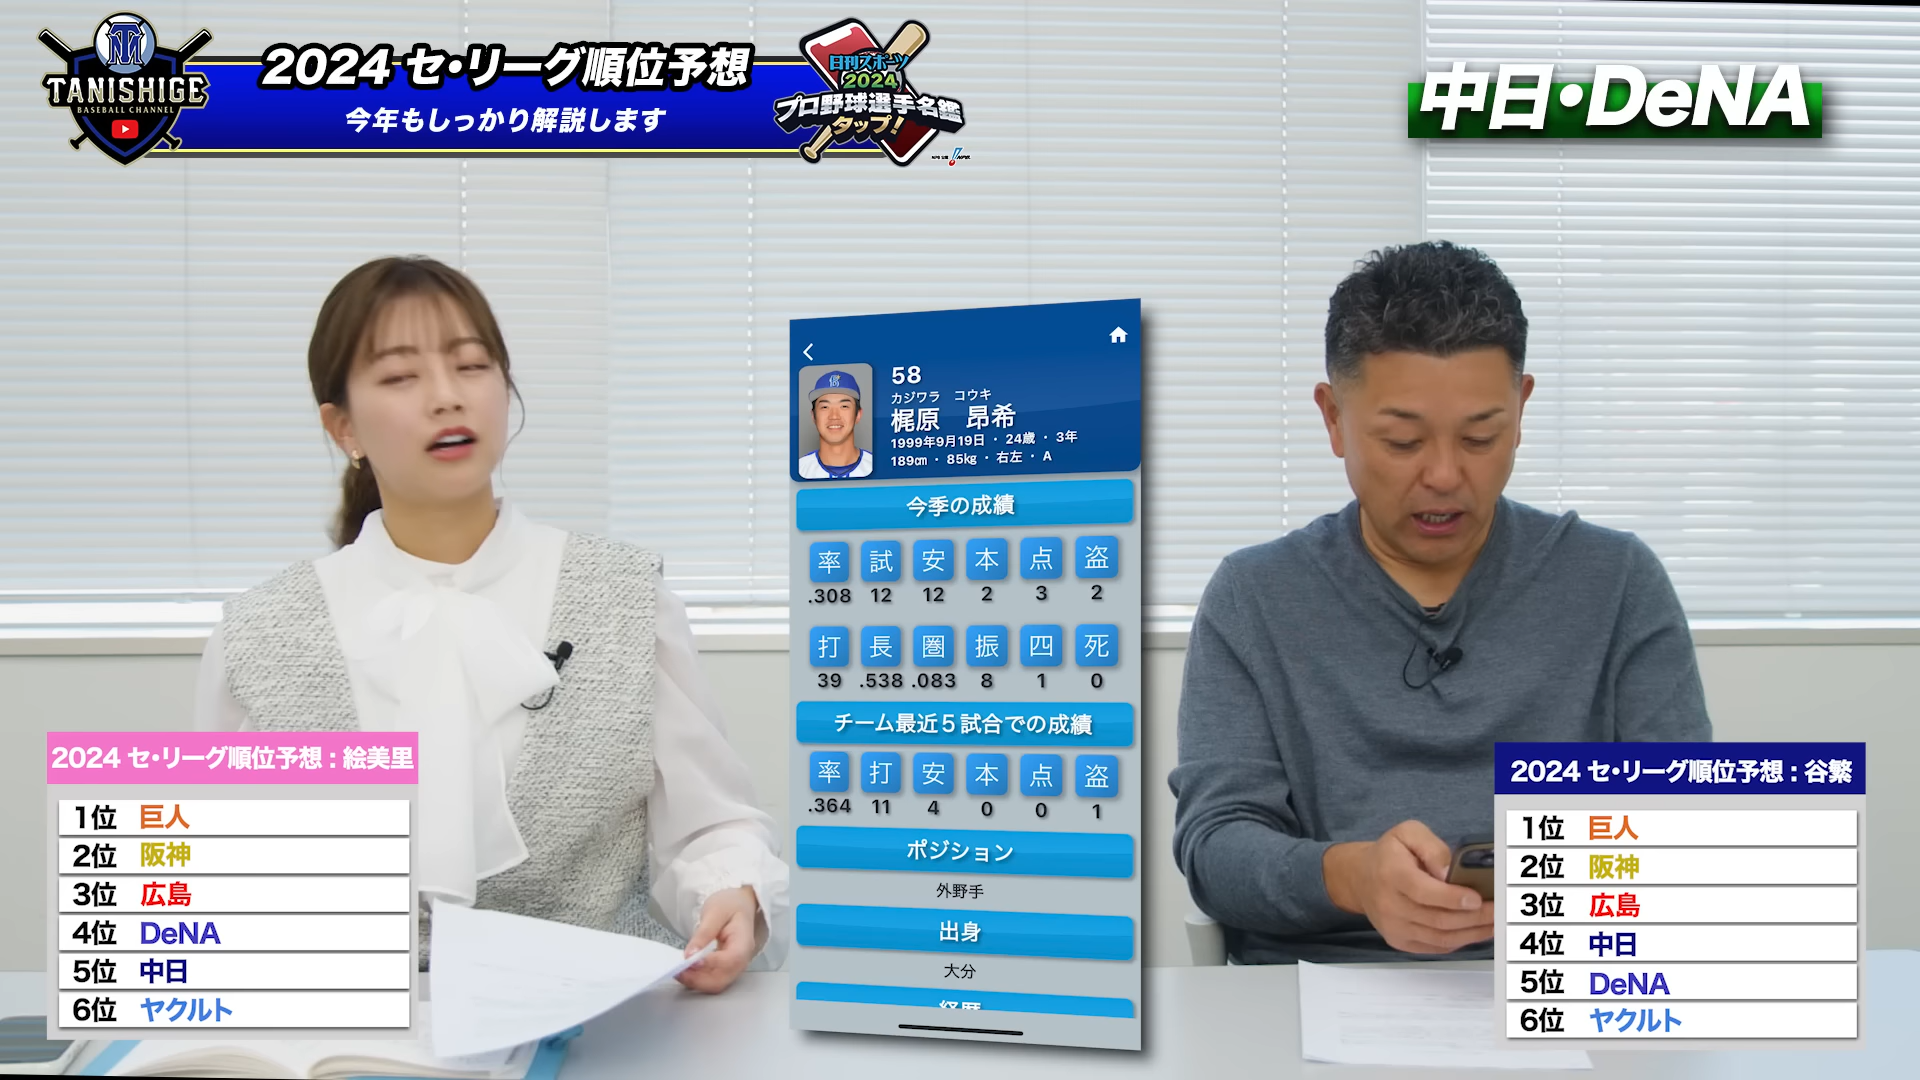 TM
TANISHIGE
BASEBALL CHANNEL
2024 セ・リーグ順位予想
今年もしっかり解説します
日刊スポーツ
2024
プロ野球選手名鑑
タップ!
中日・DeNA
58
カジワラ コウキ
梶原 昂希
1999年9月19日 ・ 24歳 ・ 3年
189cm ・ 85kg ・ 右左 ・ A
今季の成績
率 試 安 本 点 盗
.308 12 12 2 3 2
打 長 圏 振 四 死
39 .538 .083 8 1 0
チーム最近5試合での成績
率 打 安 本 点 盗
.364 11 4 0 0 1
ポジション
外野手
出身
大分
経歴
2024 セ・リーグ順位予想 : 絵美里
1位 巨人
2位 阪神
3位 広島
4位 DeNA
5位 中日
6位 ヤクルト
2024 セ・リーグ順位予想 : 谷繁
1位 巨人
2位 阪神
3位 広島
4位 中日
5位 DeNA
6位 ヤクルト